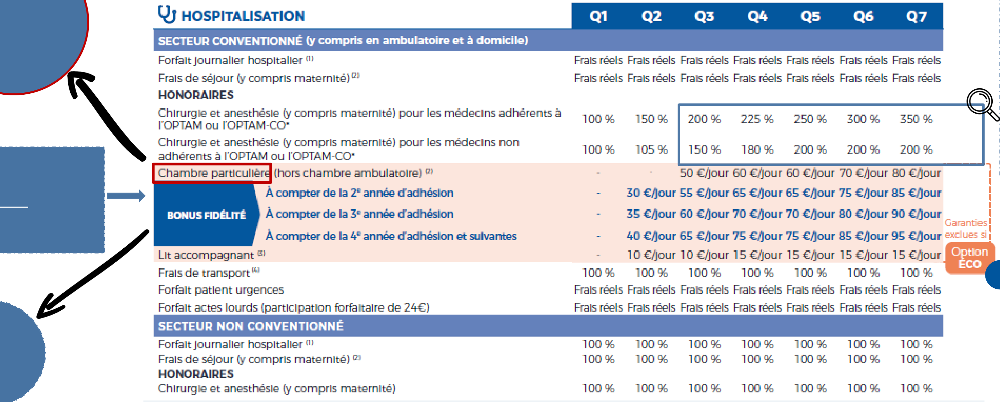 HOSPITALISATION Q1 Q2 Q3 Q4 Q5 Q6 Q7
SECTEUR CONVENTIONNÉ (y compris en ambulatoire et à domicile)
Forfait journalier hospitalier (1) Frais réels Frais réels Frais réels Frais réels Frais réels Frais réels Frais réels
Frais de séjour (y compris maternité) (2) Frais réels Frais réels Frais réels Frais réels Frais réels Frais réels Frais réels
HONORAIRES
Chirurgie et anesthésie (y compris maternité) pour les médecins adhérents à
l'OPTAM ou l'OPTAM-CO* 100 % 150 % 200 % 225 % 250 % 300 % 350 %
Chirurgie et anesthésie (y compris maternité) pour les médecins non
adhérents à l'OPTAM ou l'OPTAM-CO* 100 % 105 % 150 % 180 % 200 % 200 % 200 %
Chambre particulière (hors chambre ambulatoire) (2) - - 50 €/jour 60 €/jour 60 €/jour 70 €/jour 80 €/jour
À compter de la 2e année d'adhésion - 30 €/jour 55 €/jour 65 €/jour 65 €/jour 75 €/jour 85 €/jour
BONUS FIDÉLITÉ À compter de la 3e année d'adhésion - 35 €/jour 60 €/jour 70 €/jour 70 €/jour 80 €/jour 90 €/jour
À compter de la 4e année d'adhésion et suivantes - 40 €/jour 65 €/jour 75 €/jour 75 €/jour 85 €/jour 95 €/jour
Lit accompagnant (3) - 10 €/jour 10 €/jour 15 €/jour 15 €/jour 15 €/jour 15 €/jour
Garanties
exclues si
Option
ÉCO
Frais de transport (4) 100 % 100 % 100 % 100 % 100 % 100 % 100 %
Forfait patient urgences Frais réels Frais réels Frais réels Frais réels Frais réels Frais réels Frais réels
Forfait actes lourds (participation forfaitaire de 24€) Frais réels Frais réels Frais réels Frais réels Frais réels Frais réels Frais réels
SECTEUR NON CONVENTIONNÉ
Forfait journalier hospitalier (1) 100 % 100 % 100 % 100 % 100 % 100 % 100 %
Frais de séjour (y compris maternité) (2) 100 % 100 % 100 % 100 % 100 % 100 % 100 %
HONORAIRES
Chirurgie et anesthésie (y compris maternité) 100 % 100 % 100 % 100 % 100 % 100 % 100 %